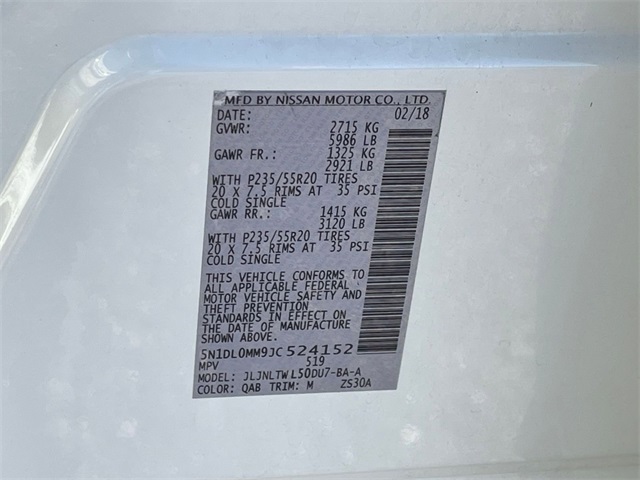 MFD BY NISSAN MOTOR CO., LTD.
DATE: 02/18
GVWR: 2715 KG
5986 LB
GAWR FR.: 1325 KG
2921 LB
WITH P235/55R20 TIRES
20 X 7.5 RIMS AT 35 PSI
COLD SINGLE
GAWR RR.: 1415 KG
3120 LB
WITH P235/55R20 TIRES
20 X 7.5 RIMS AT 35 PSI
COLD SINGLE
THIS VEHICLE CONFORMS TO
ALL APPLICABLE FEDERAL
MOTOR VEHICLE SAFETY AND
THEFT PREVENTION
STANDARDS IN EFFECT ON
THE DATE OF MANUFACTURE
SHOWN ABOVE.
5N1DL0MM9JC524152
MPV 519
MODEL: JLJNLTWL50DU7-BA-A
COLOR: QAB TRIM: M ZS30A